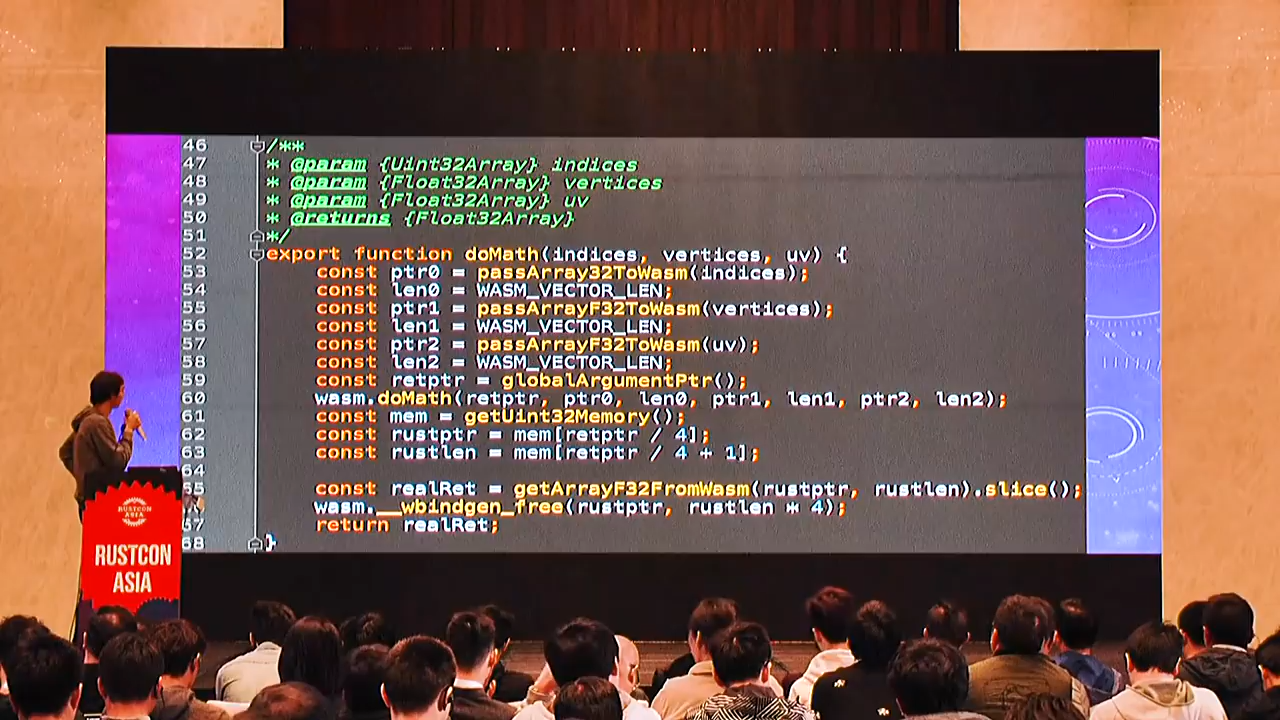 46 /**
47 * @param {Uint32Array} indices
48 * @param {Float32Array} vertices
49 * @param {Float32Array} uv
50 * @returns {Float32Array}
51 */
52 export function doMath(indices, vertices, uv) {
53 const ptr0 = passArray32ToWasm(indices);
54 const len0 = WASM_VECTOR_LEN;
55 const ptr1 = passArrayF32ToWasm(vertices);
56 const len1 = WASM_VECTOR_LEN;
57 const ptr2 = passArrayF32ToWasm(uv);
58 const len2 = WASM_VECTOR_LEN;
59 const retptr = globalArgumentPtr();
60 wasm.doMath(retptr, ptr0, len0, ptr1, len1, ptr2, len2);
61 const mem = getUint32Memory();
62 const rustptr = mem[retptr / 4];
63 const rustlen = mem[retptr / 4 + 1];
64
65 const realRet = getArrayF32FromWasm(rustptr, rustlen).slice();
wasm.__wbindgen_free(rustptr, rustlen * 4);
67 return realRet;
68 }
RUSTCON
ASIA
RUSTCON
ASIA